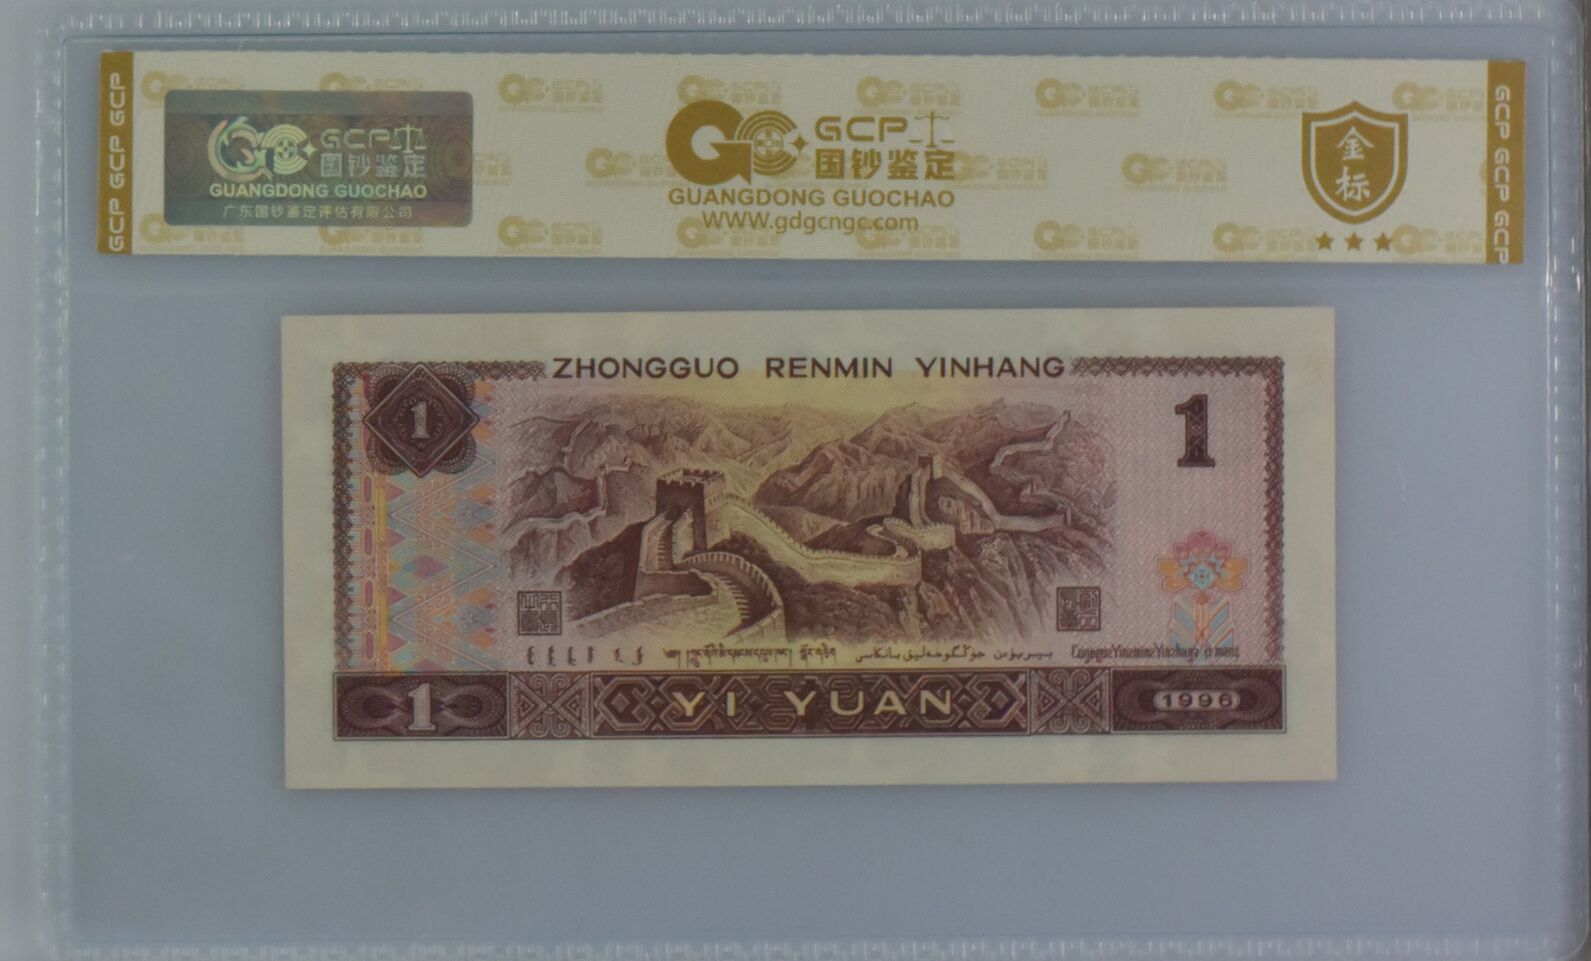 GCP GCP GCP
GCP
国钞鉴定
GUANGDONG GUOCHAO
广东国钞鉴定评估有限公司
GCP
国钞鉴定
GUANGDONG GUOCHAO
WWW.gdgcngc.com
金标
GCP GCP GCP
ZHONGGUO RENMIN YINHANG
1
1
1 YI YUAN 1996